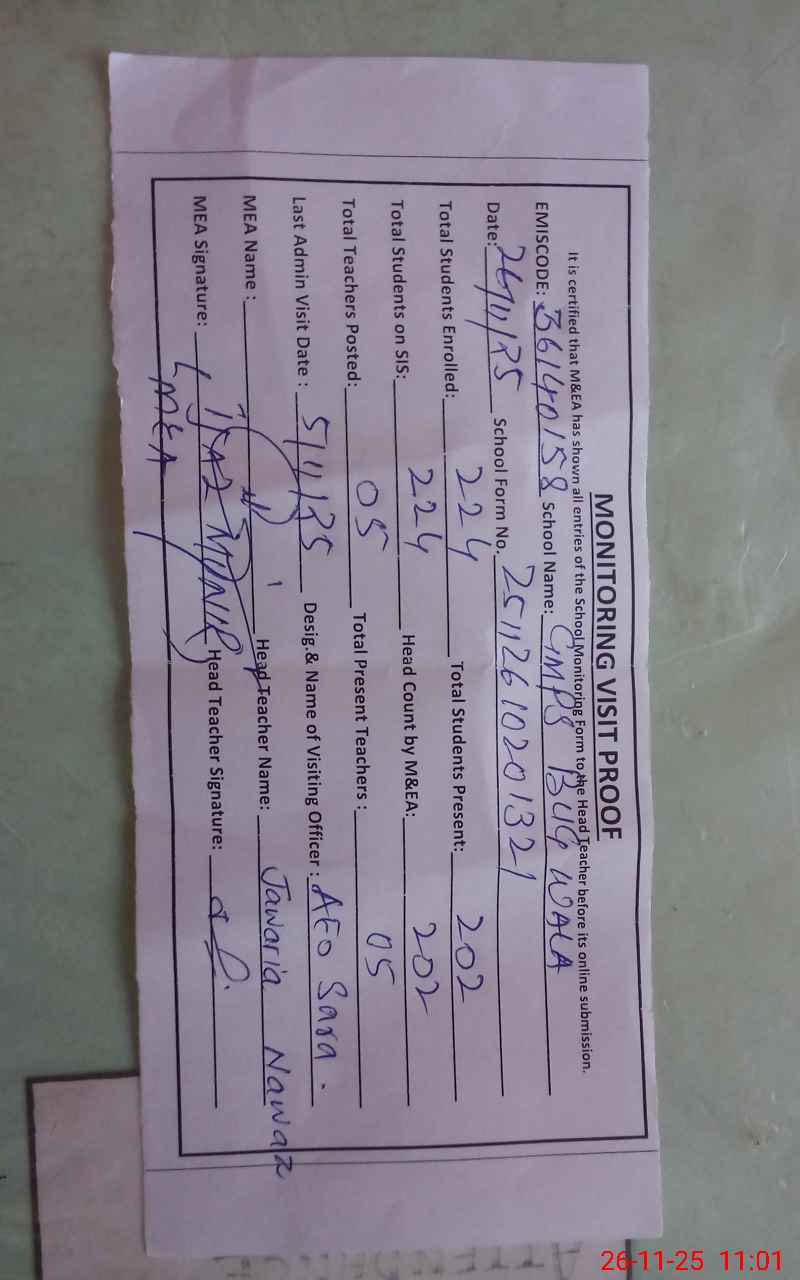 MONITORING VISIT PROOF
It is certified that M&EA has shown all entries of the School Monitoring Form to the Head Teacher before its online submission.
EMISCODE: 36140158 School Name: GMPS BUG WALA
Date: 26/11/25 School Form No. 25112610201321
Total Students Enrolled: 224 Total Students Present: 202
Total Students on SIS: 224 Head Count by M&EA: 202
Total Teachers Posted: 05 Total Present Teachers : 05
Last Admin Visit Date : 5/11/25 Desig.& Name of Visiting Officer : AEO Sara.
MEA Name : Head Teacher Name: Jawaria Nawaz
MEA Signature: IJAZ MUNIR Head Teacher Signature:
MEA
ATTENDENCE
26-11-25 11:01